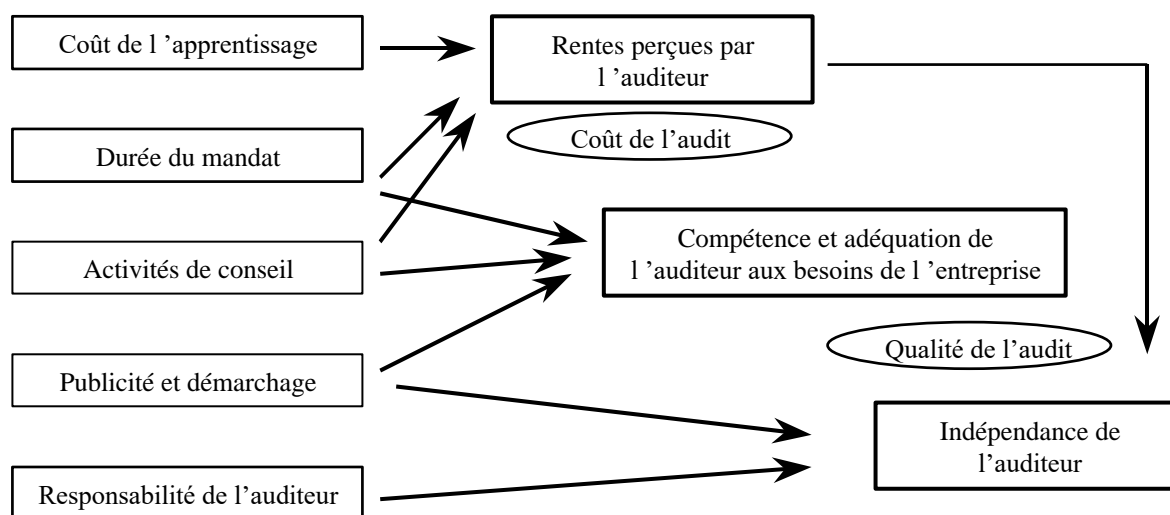 Coût de l ’apprentissage
Rentes perçues par
l ’auditeur
Coût de l’audit
Durée du mandat
Compétence et adéquation de
l ’auditeur aux besoins de l ’entreprise
Activités de conseil
Qualité de l’audit
Publicité et démarchage
Indépendance de
l’auditeur
Responsabilité de l’auditeur